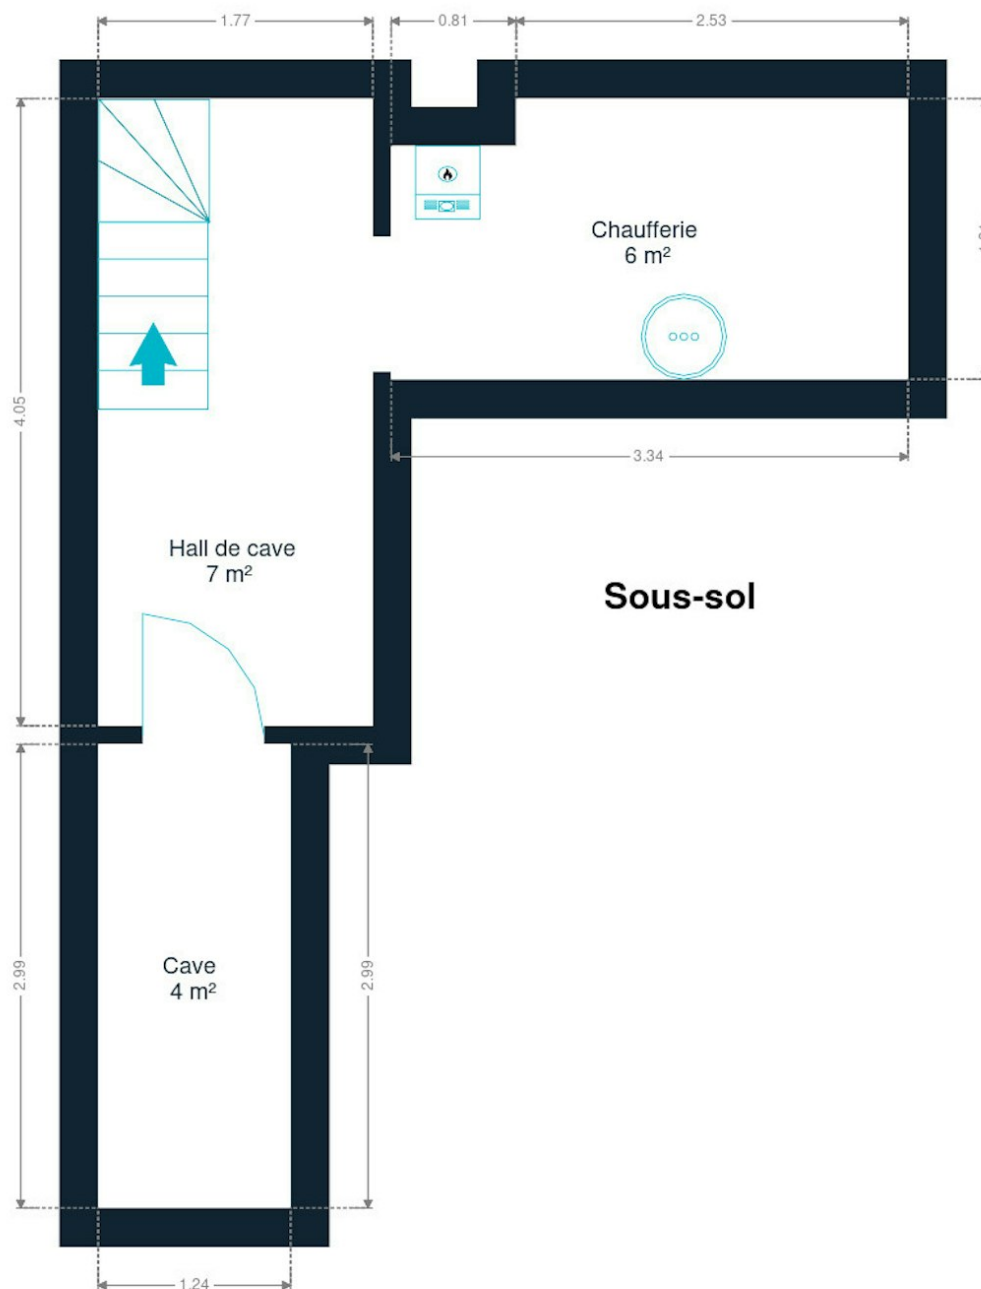 1.77
0.81
2.53
Chaufferie
6 m²
4.05
3.34
Hall de cave
7 m²
Sous-sol
2.99
2.99
Cave
4 m²
1.24